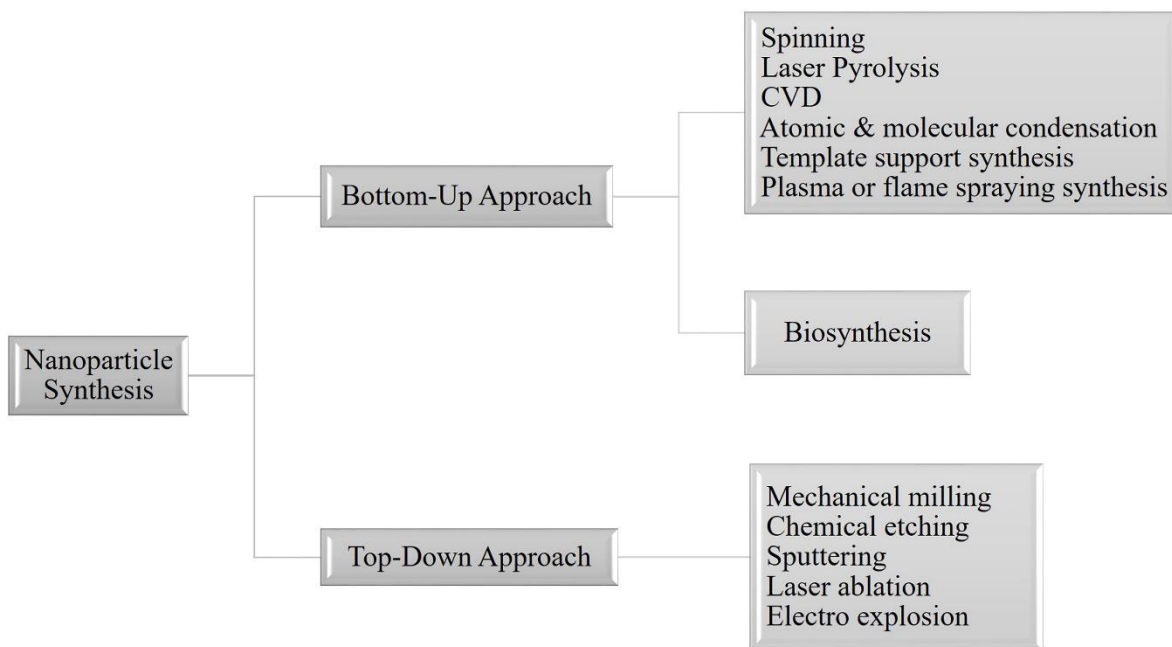 Nanoparticle
Synthesis
Bottom-Up Approach
Spinning
Laser Pyrolysis
CVD
Atomic & molecular condensation
Template support synthesis
Plasma or flame spraying synthesis
Biosynthesis
Top-Down Approach
Mechanical milling
Chemical etching
Sputtering
Laser ablation
Electro explosion